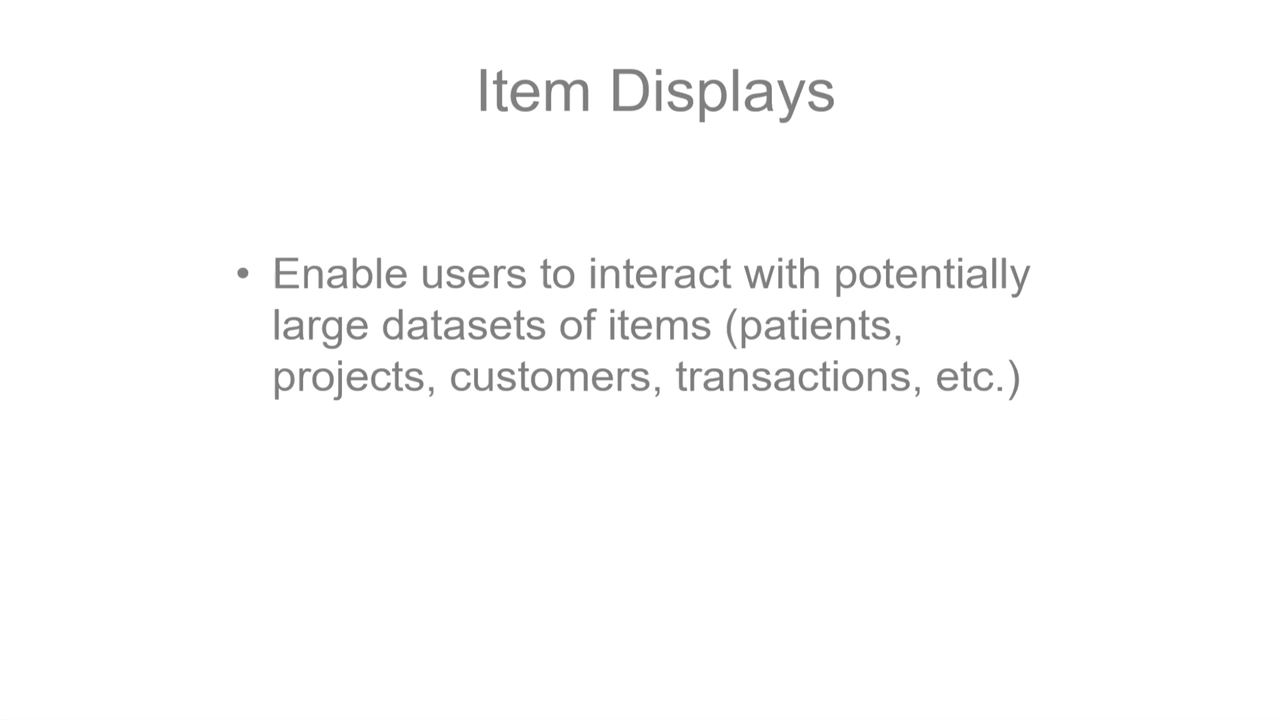 Item Displays
• Enable users to interact with potentially
large datasets of items (patients,
projects, customers, transactions, etc.)